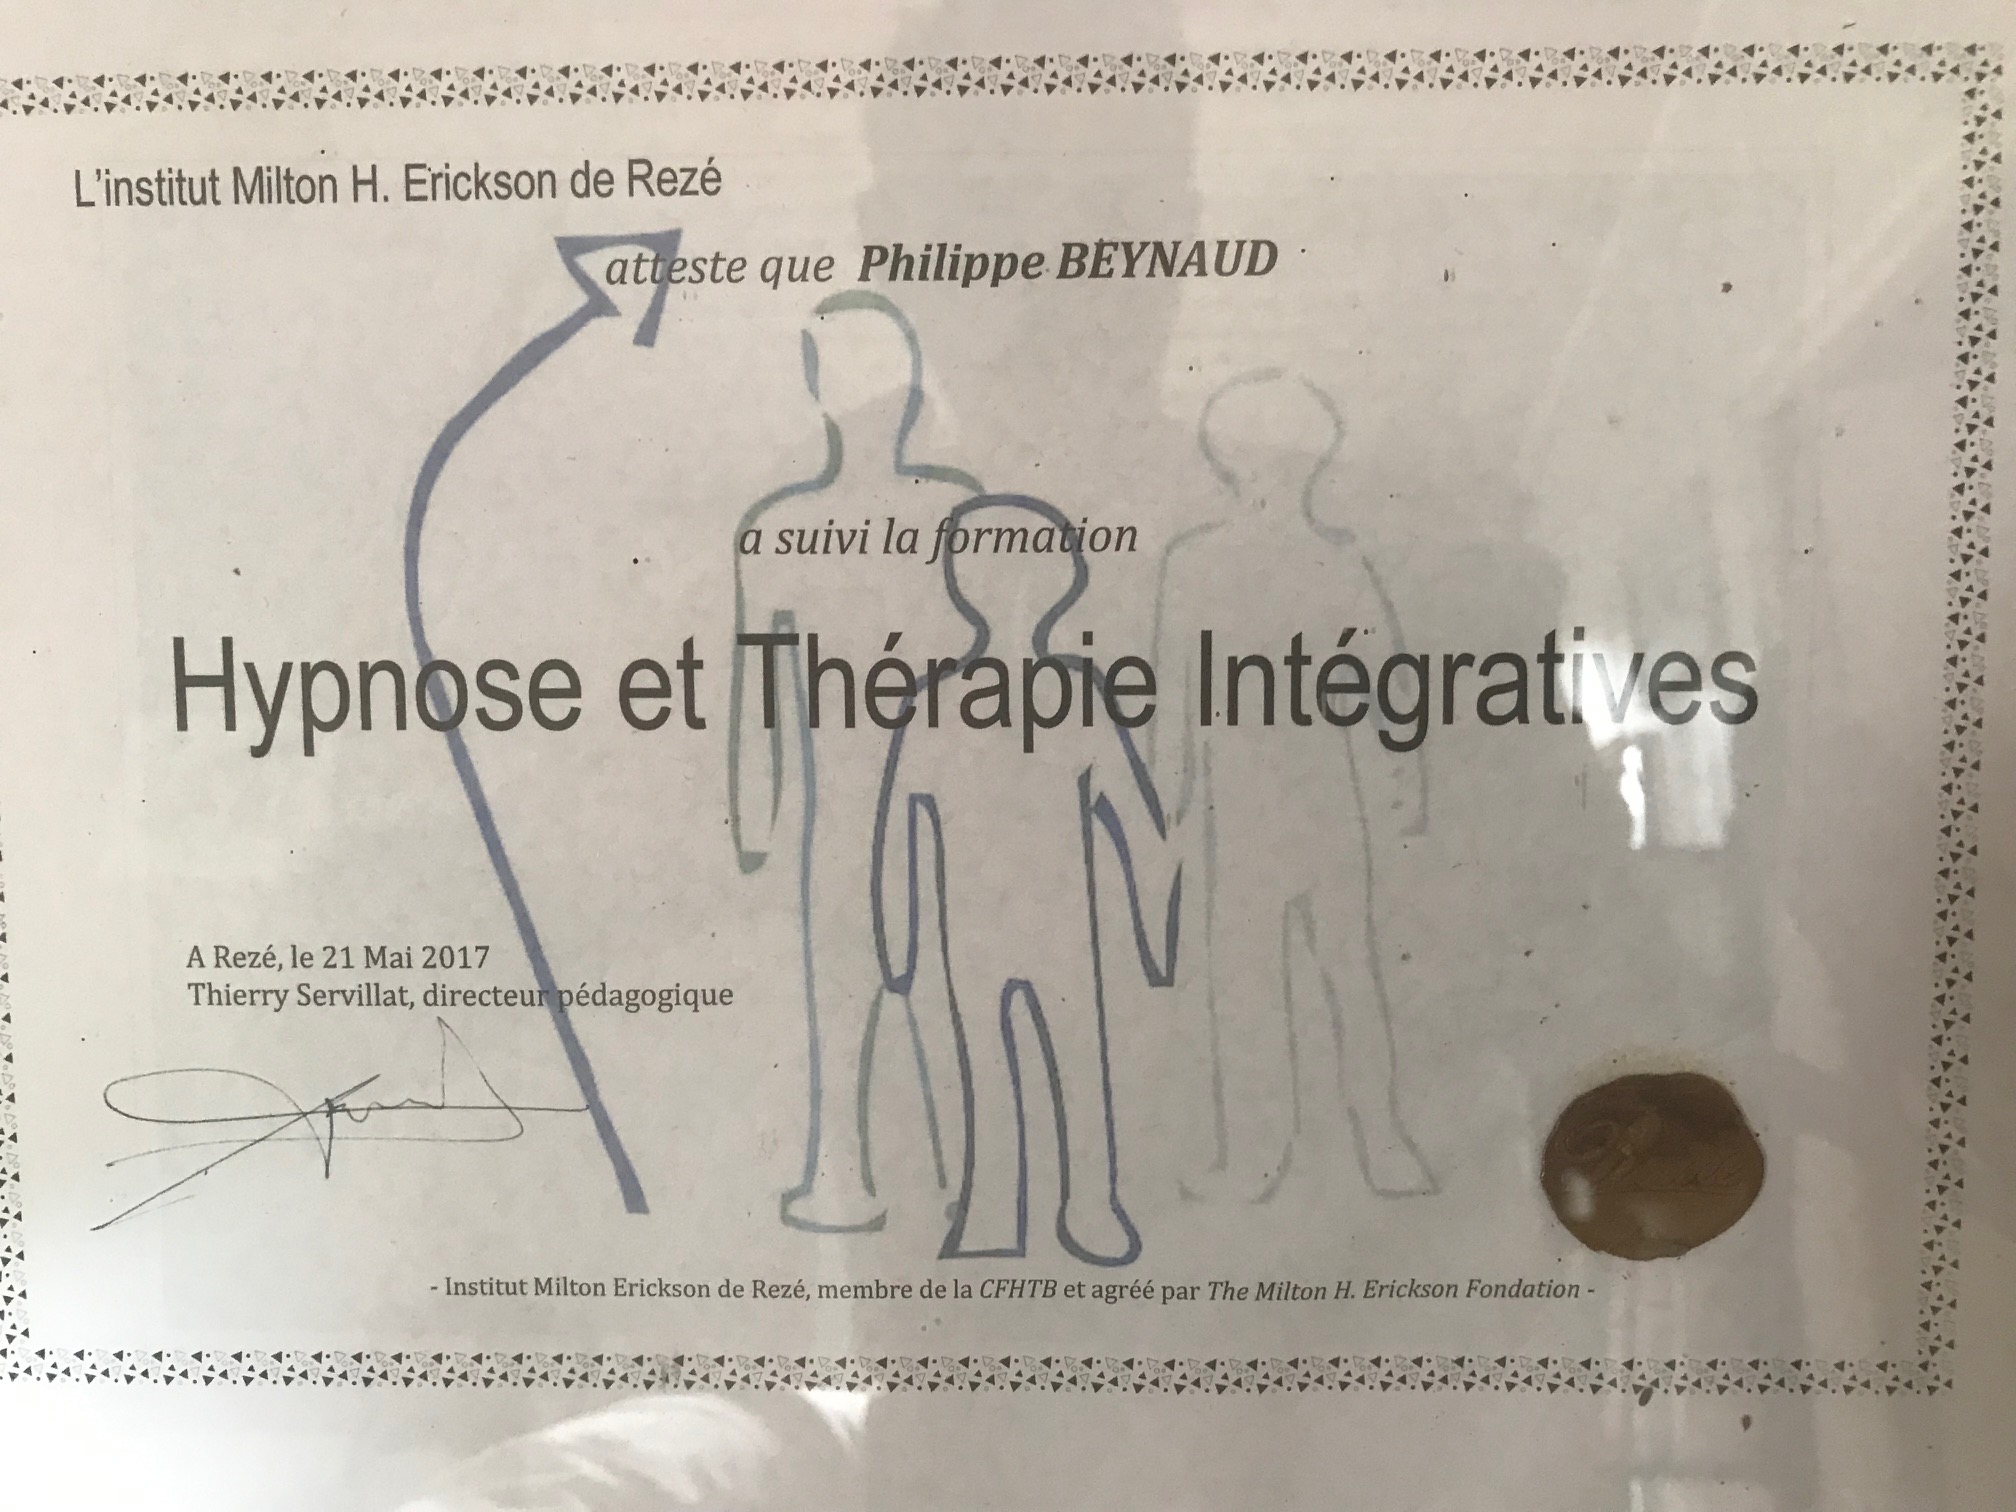 L'institut Milton H. Erickson de Rezé
atteste que Philippe BEYNAUD
a suivi la formation
Hypnose et Thérapie Intégratives
A Rezé, le 21 Mai 2017
Thierry Servillat, directeur pédagogique
- Institut Milton Erickson de Rezé, membre de la CFHTB et agréé par The Milton H. Erickson Fondation -